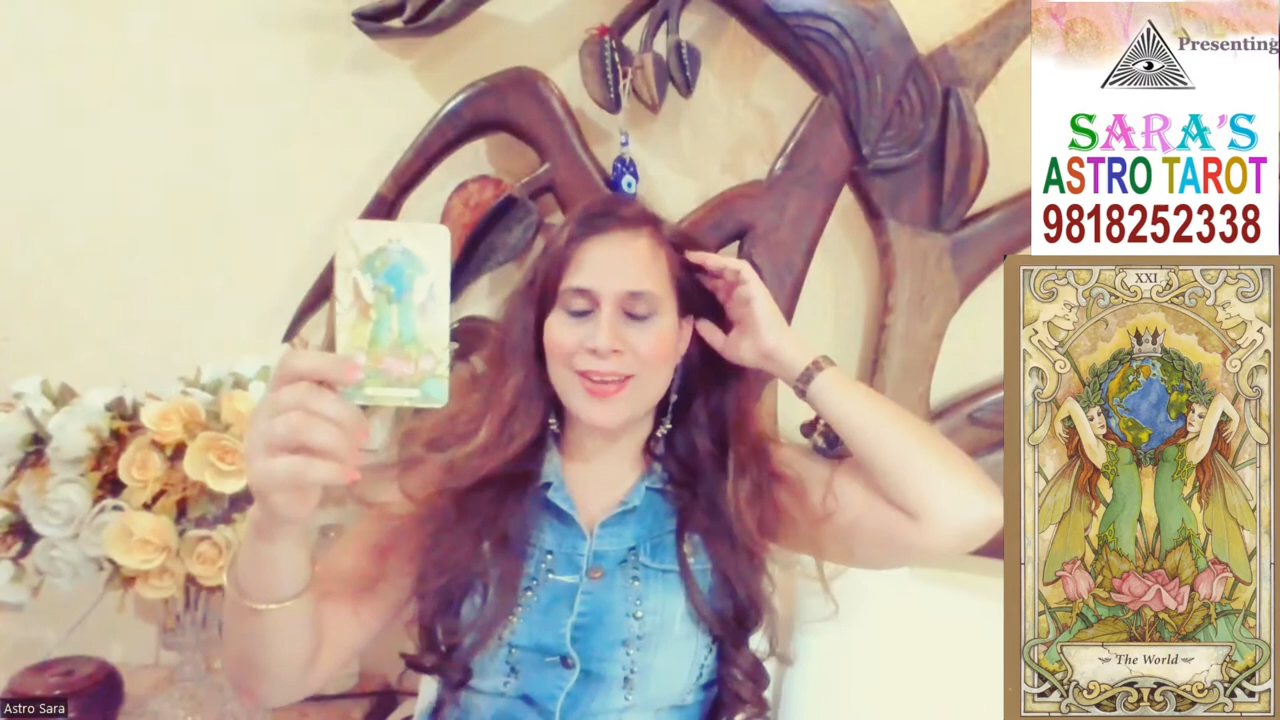 Presenting
SARA'S
ASTRO TAROT
9818252338
XXI
The World
Astro Sara